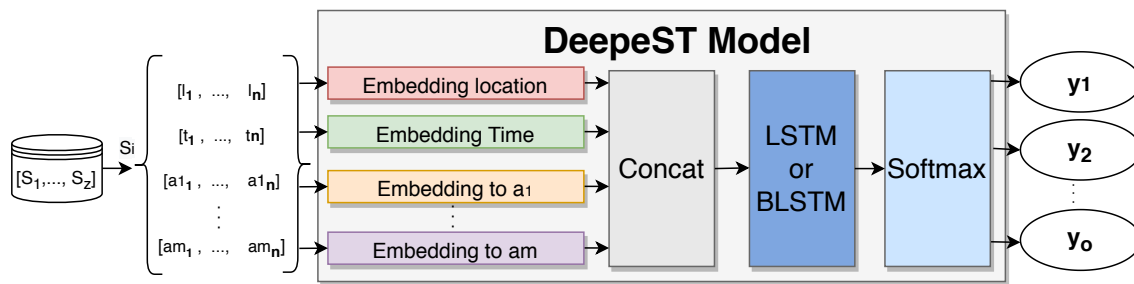 DeepeST Model
[S1,..., Sz]
Si
[l1 , ..., ln]
[t1 , ..., tn]
[a11 , ..., a1n]
[am1 , ..., amn]
Embedding location
Embedding Time
Embedding to a1
Embedding to am
Concat
LSTM
or
BLSTM
Softmax
y1
y2
yo